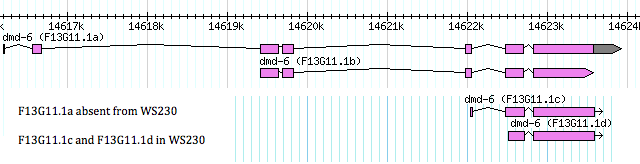 14617k 14618k 14619k 14620k 14621k 14622k 14623k 14624k
dmd-6 (F13G11.1a)
dmd-6 (F13G11.1b)
dmd-6 (F13G11.1c)
F13G11.1a absent from WS230
dmd-6 (F13G11.1d)
F13G11.1c and F13G11.1d in WS230